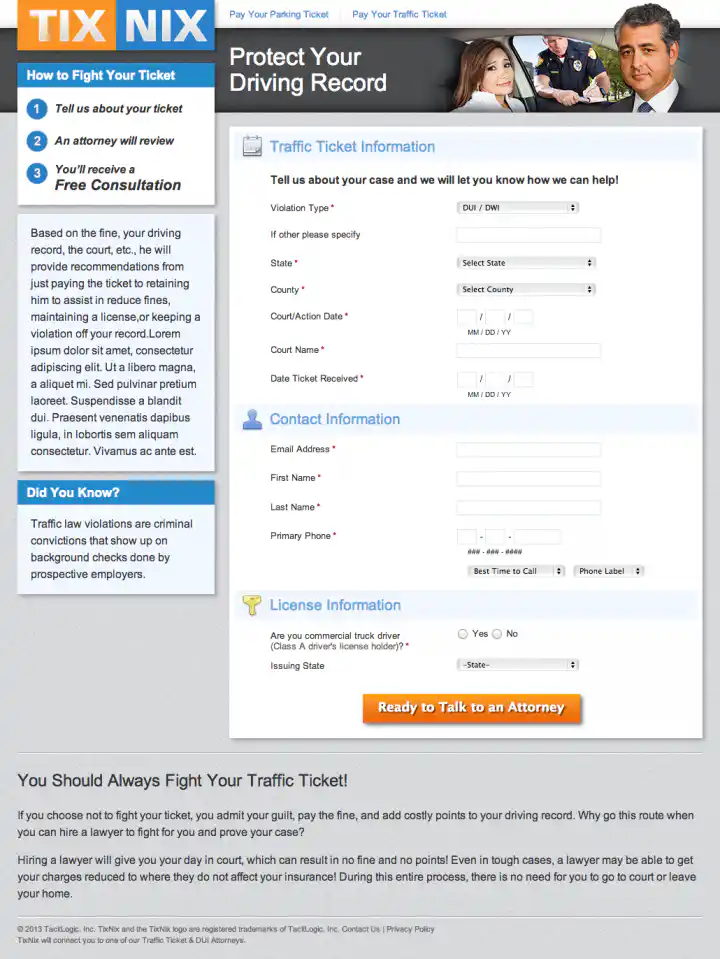 TIX NIX
Pay Your Parking Ticket
Pay Your Traffic Ticket
Protect Your
Driving Record
How to Fight Your Ticket
1 Tell us about your ticket
2 An attorney will review
3 You'll receive a
Free Consultation
Based on the fine, your driving
record, the court, etc., he will
provide recommendations from
just paying the ticket to retaining
him to assist in reduce fines,
maintaining a license,or keeping a
violation off your record.Lorem
ipsum dolor sit amet, consectetur
adipiscing elit. Ut a libero magna,
a aliquet mi. Sed pulvinar pretium
laoreet. Suspendisse a blandit
dui. Praesent venenatis dapibus
ligula, in lobortis sem aliquam
consectetur. Vivamus ac ante est.
Did You Know?
Traffic law violations are criminal
convictions that show up on
background checks done by
prospective employers.
Traffic Ticket Information
Tell us about your case and we will let you know how we can help!
Violation Type * DUI / DWI
If other please specify
State * Select State
County * Select County
Court/Action Date * / /
MM / DD / YY
Court Name *
Date Ticket Received * / /
MM / DD / YY
Contact Information
Email Address *
First Name *
Last Name *
Primary Phone * - -
### - ### - ####
Best Time to Call Phone Label
License Information
Are you commercial truck driver
(Class A driver's license holder)? * Yes No
Issuing State -State-
Ready to Talk to an Attorney
You Should Always Fight Your Traffic Ticket!
If you choose not to fight your ticket, you admit your guilt, pay the fine, and add costly points to your driving record. Why go this route when
you can hire a lawyer to fight for you and prove your case?
Hiring a lawyer will give you your day in court, which can result in no fine and no points! Even in tough cases, a lawyer may be able to get
your charges reduced to where they do not affect your insurance! During this entire process, there is no need for you to go to court or leave
your home.
© 2013 TactLogic, Inc. TixNix and the TixNix logo are registered trademarks of TactLogic, Inc. Contact Us | Privacy Policy
TixNix will connect you to one of our Traffic Ticket & DUI Attorneys.